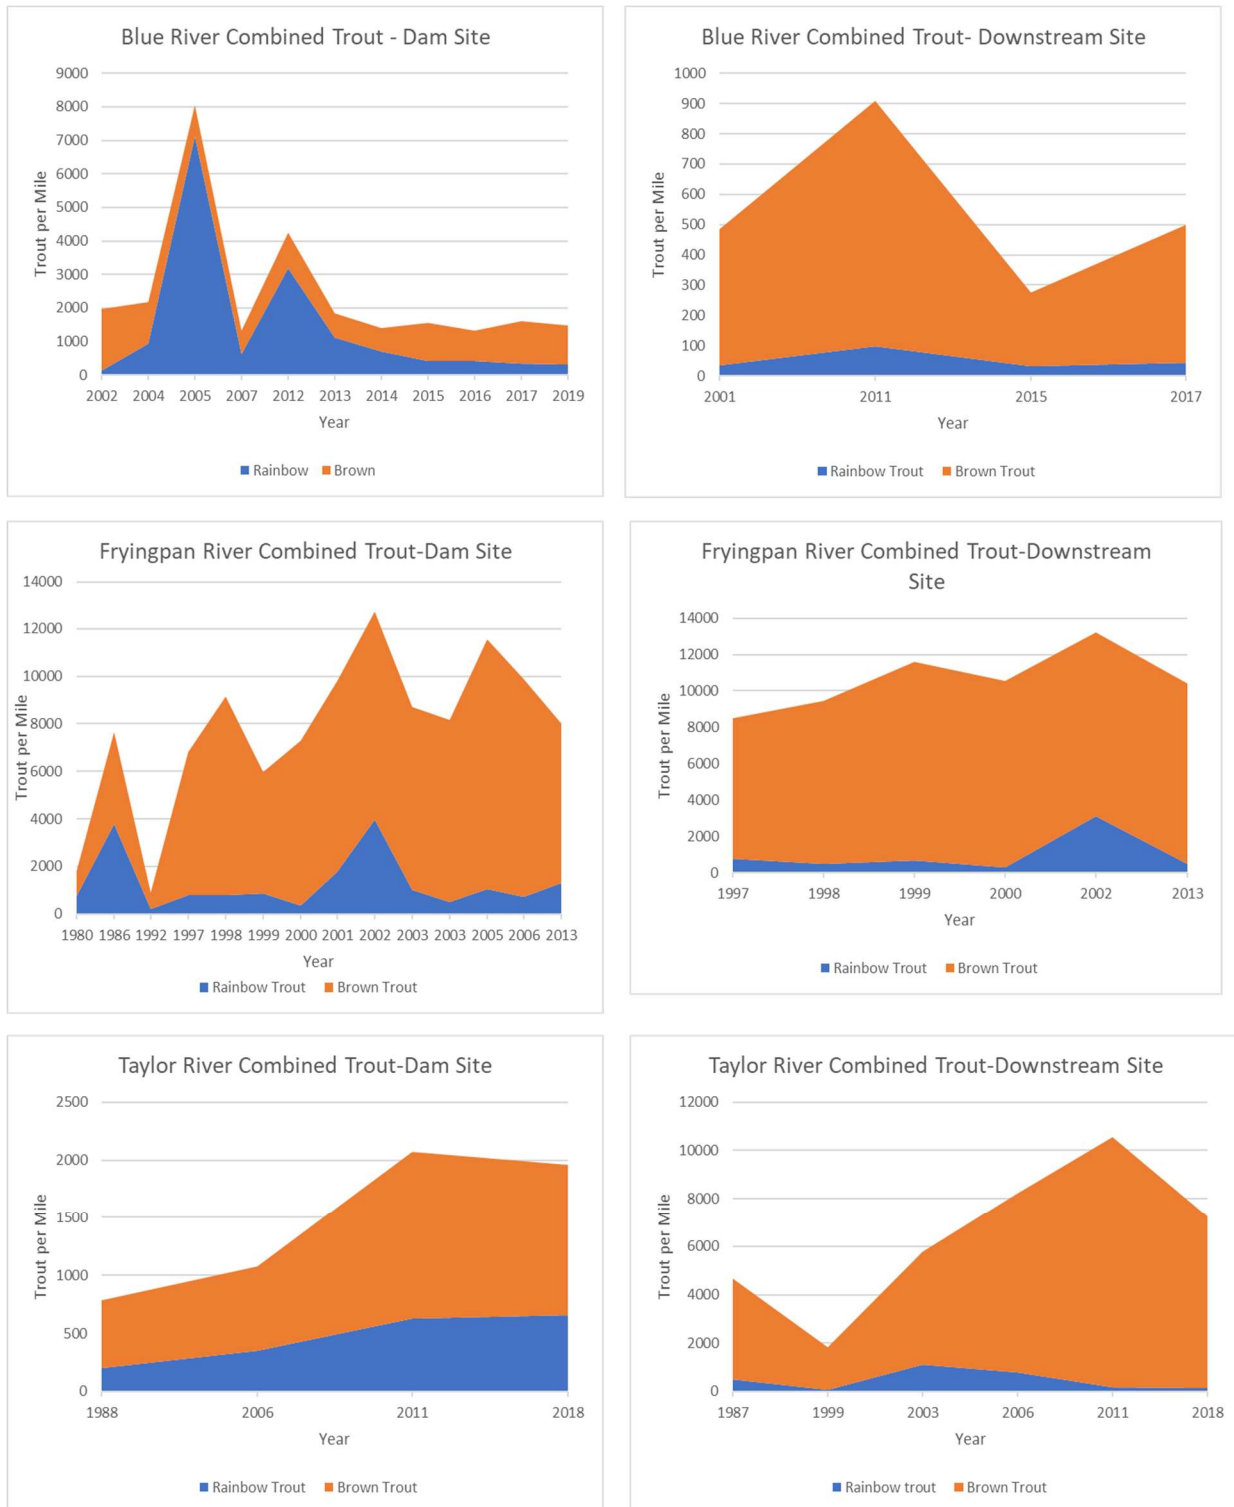 Blue River Combined Trout - Dam Site
9000
8000
7000
6000
5000
4000
3000
2000
1000
0
Trout per Mile
2002 2004 2005 2007 2012 2013 2014 2015 2016 2017 2019
Year
Rainbow Brown
Blue River Combined Trout- Downstream Site
1000
900
800
700
600
500
400
300
200
100
0
Trout per Mile
2001 2011 2015 2017
Year
Rainbow Trout Brown Trout
Fryingpan River Combined Trout-Dam Site
14000
12000
10000
8000
6000
4000
2000
0
Trout per Mile
1980 1986 1992 1997 1998 1999 2000 2001 2002 2003 2003 2005 2006 2013
Year
Rainbow Trout Brown Trout
Fryingpan River Combined Trout-Downstream
Site
14000
12000
10000
8000
6000
4000
2000
0
Trout per Mile
1997 1998 1999 2000 2002 2013
Year
Rainbow Trout Brown Trout
Taylor River Combined Trout-Dam Site
2500
2000
1500
1000
500
0
Trout per Mile
1988 2006 2011 2018
Year
Rainbow Trout Brown Trout
Taylor River Combined Trout-Downstream Site
12000
10000
8000
6000
4000
2000
0
Trout per Mile
1987 1999 2003 2006 2011 2018
Year
Rainbow trout Brown Trout